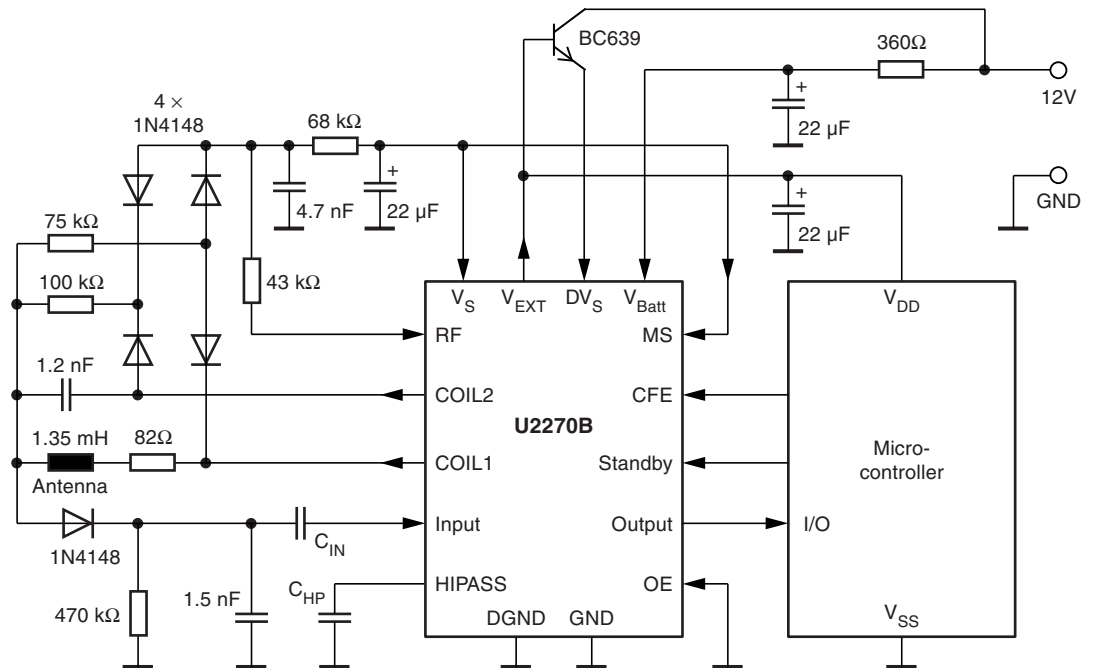 BC639
360Ω
12V
+
22 µF
4 ×
1N4148
68 kΩ
4.7 nF
+
22 µF
+
22 µF
GND
75 kΩ
100 kΩ
43 kΩ
1.2 nF
1.35 mH
82Ω
Antenna
1N4148
C_IN
470 kΩ
1.5 nF
C_HP
V_S
V_EXT
DV_S
V_Batt
RF
MS
COIL2
CFE
U2270B
COIL1
Standby
Input
Output
HIPASS
OE
DGND
GND
V_DD
Micro-
controller
I/O
V_SS